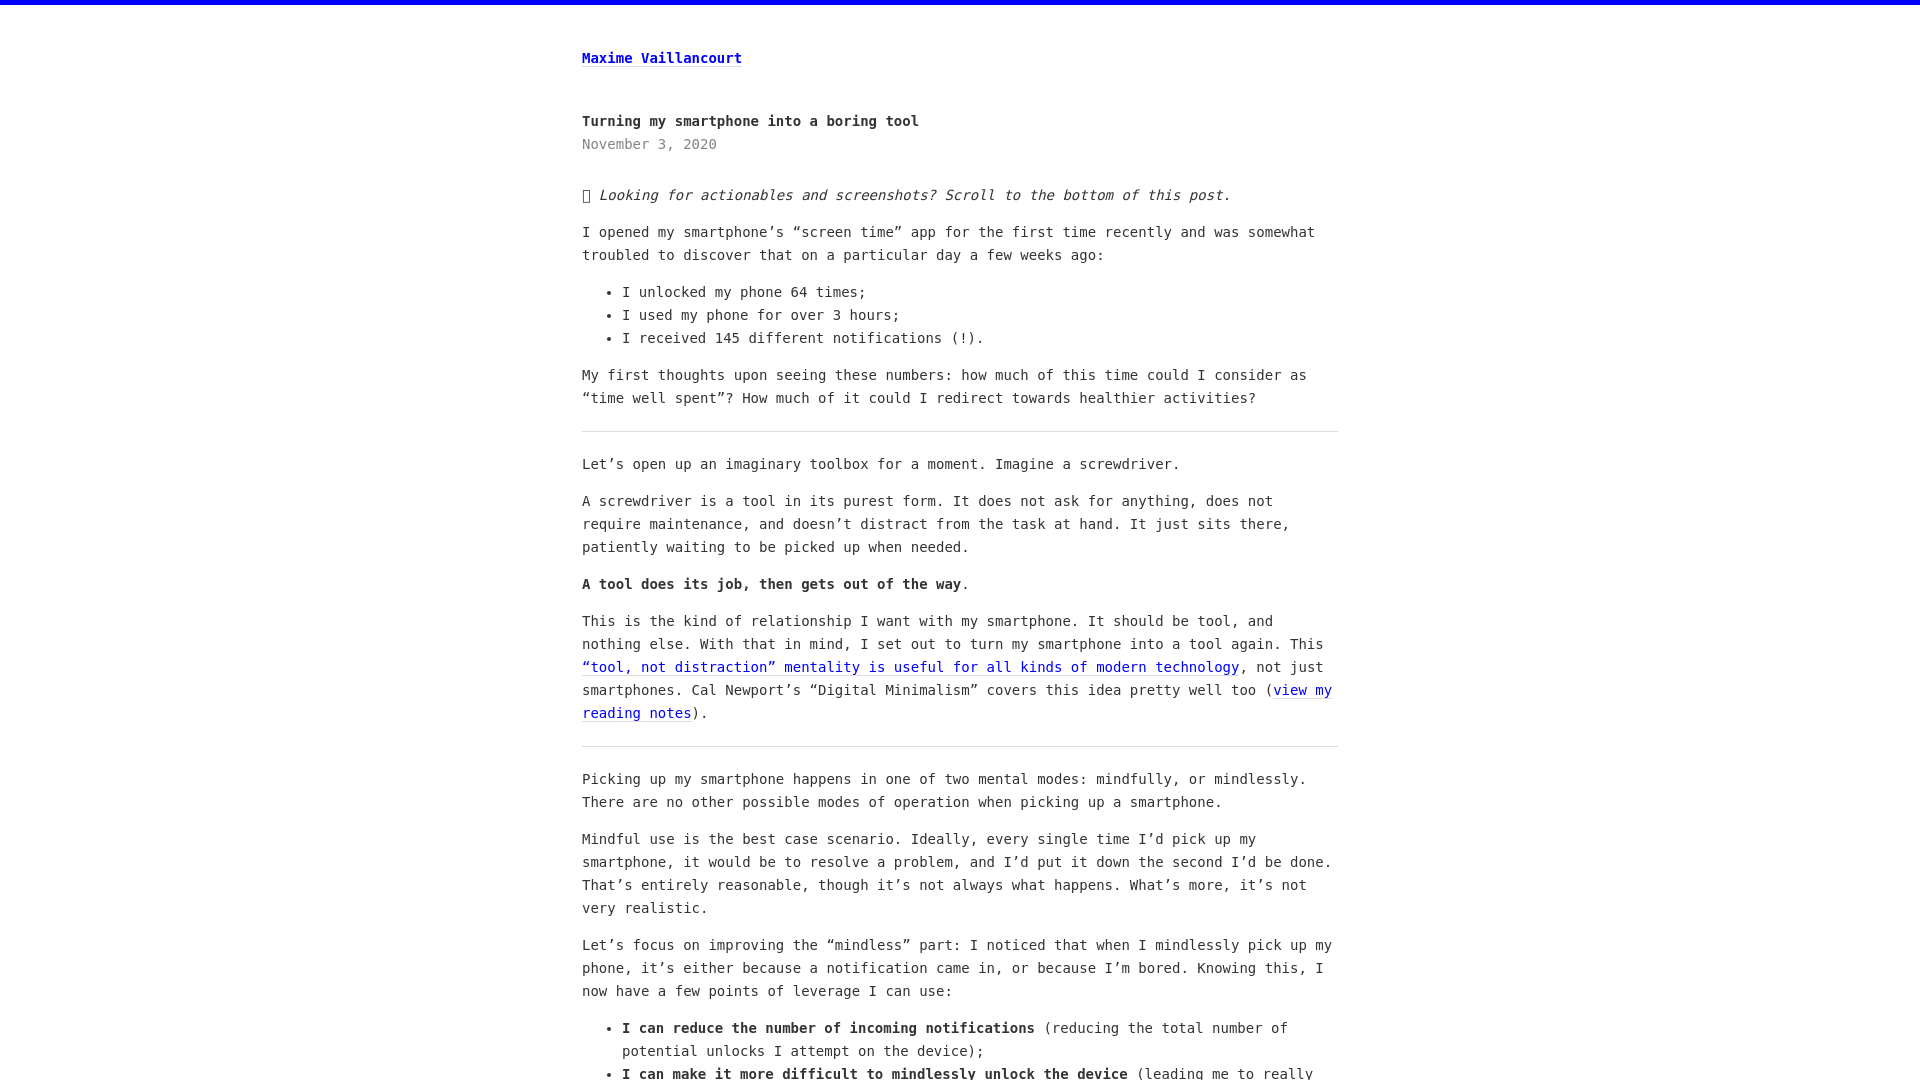 Maxime Vaillancourt
Turning my smartphone into a boring tool
November 3, 2020
Looking for actionables and screenshots? Scroll to the bottom of this post.
I opened my smartphone’s “screen time” app for the first time recently and was somewhat
troubled to discover that on a particular day a few weeks ago:
• I unlocked my phone 64 times;
• I used my phone for over 3 hours;
• I received 145 different notifications (!).
My first thoughts upon seeing these numbers: how much of this time could I consider as
“time well spent”? How much of it could I redirect towards healthier activities?
Let’s open up an imaginary toolbox for a moment. Imagine a screwdriver.
A screwdriver is a tool in its purest form. It does not ask for anything, does not
require maintenance, and doesn’t distract from the task at hand. It just sits there,
patiently waiting to be picked up when needed.
A tool does its job, then gets out of the way.
This is the kind of relationship I want with my smartphone. It should be tool, and
nothing else. With that in mind, I set out to turn my smartphone into a tool again. This
“tool, not distraction” mentality is useful for all kinds of modern technology, not just
smartphones. Cal Newport’s “Digital Minimalism” covers this idea pretty well too (view my
reading notes).
Picking up my smartphone happens in one of two mental modes: mindfully, or mindlessly.
There are no other possible modes of operation when picking up a smartphone.
Mindful use is the best case scenario. Ideally, every single time I’d pick up my
smartphone, it would be to resolve a problem, and I’d put it down the second I’d be done.
That’s entirely reasonable, though it’s not always what happens. What’s more, it’s not
very realistic.
Let’s focus on improving the “mindless” part: I noticed that when I mindlessly pick up my
phone, it’s either because a notification came in, or because I’m bored. Knowing this, I
now have a few points of leverage I can use:
• I can reduce the number of incoming notifications (reducing the total number of
potential unlocks I attempt on the device);
• I can make it more difficult to mindlessly unlock the device (leading me to really